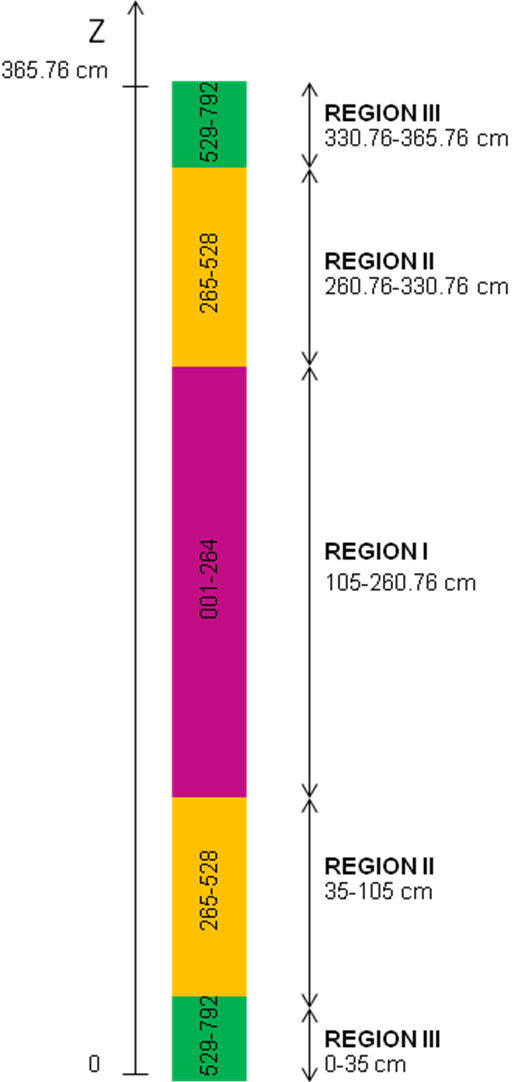 Z
365.76 cm
529-792
REGION III
330.76-365.76 cm
265-528
REGION II
260.76-330.76 cm
001-264
REGION I
105-260.76 cm
265-528
REGION II
35-105 cm
529-792
REGION III
0-35 cm
0